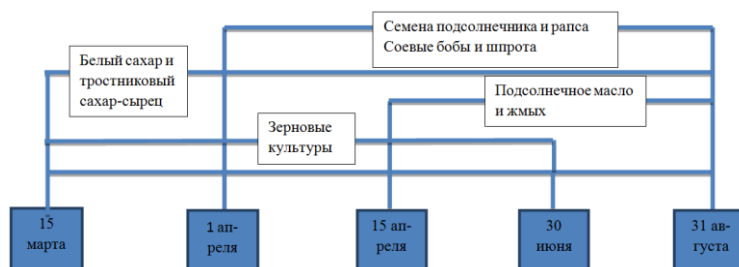 Семена подсолнечника и рапса
Соевые бобы и шпрота
Белый сахар и
тростниковый
сахар-сырец
Подсолнечное масло
и жмых
Зерновые
культуры
15
марта
1 ап-
реля
15 ап-
реля
30
июня
31 ав-
густа